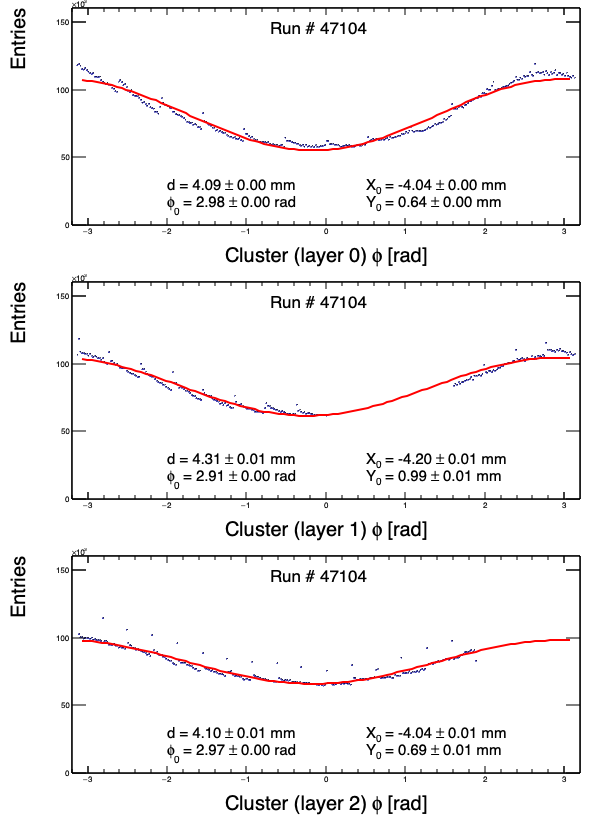 ×10²
Entries
Run # 47104
150
100
50
0
d = 4.09 ± 0.00 mm
X₀ = -4.04 ± 0.00 mm
ϕ₀ = 2.98 ± 0.00 rad
Y₀ = 0.64 ± 0.00 mm
−3 −2 −1 0 1 2 3
Cluster (layer 0) ϕ [rad]
×10²
Entries
Run # 47104
150
100
50
0
d = 4.31 ± 0.01 mm
X₀ = -4.20 ± 0.01 mm
ϕ₀ = 2.91 ± 0.00 rad
Y₀ = 0.99 ± 0.01 mm
−3 −2 −1 0 1 2 3
Cluster (layer 1) ϕ [rad]
×10²
Entries
Run # 47104
150
100
50
0
d = 4.10 ± 0.01 mm
X₀ = -4.04 ± 0.01 mm
ϕ₀ = 2.97 ± 0.00 rad
Y₀ = 0.69 ± 0.01 mm
−3 −2 −1 0 1 2 3
Cluster (layer 2) ϕ [rad]